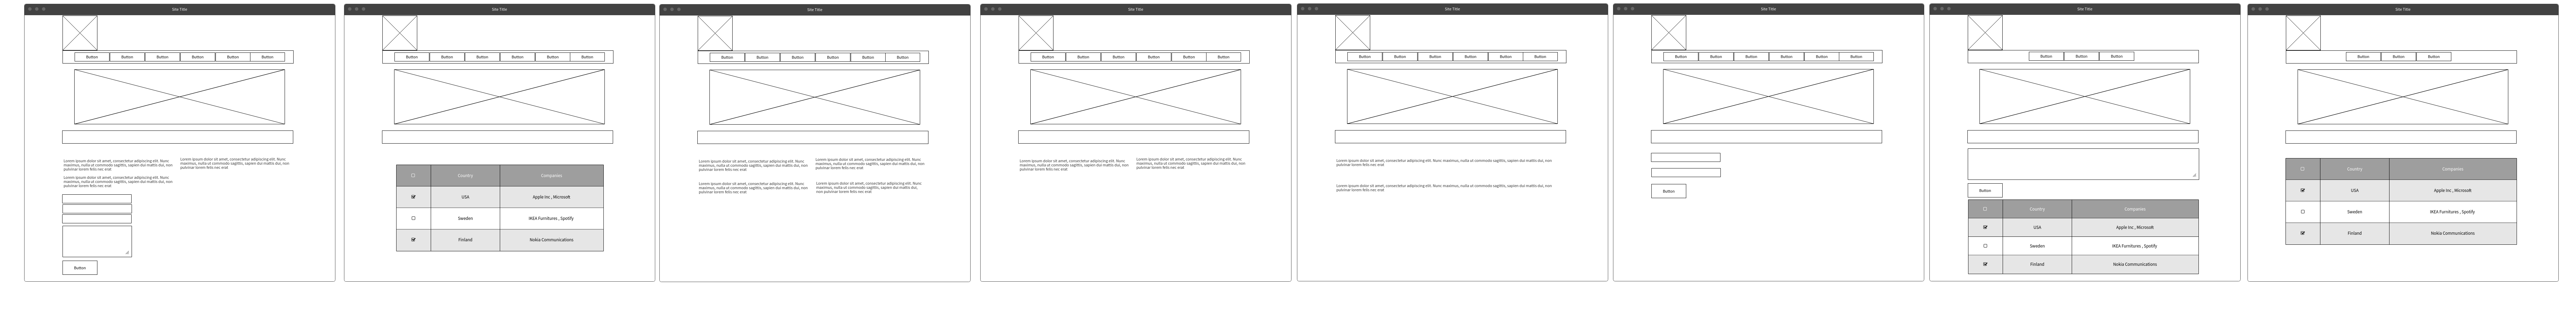 Site Title
Button Button Button Button Button Button
Lorem ipsum dolor sit amet, consectetur adipiscing elit. Nunc
maximus, nulla ut commodo sagittis, sapien dui mattis dui, non
pulvinar lorem felis nec erat
Lorem ipsum dolor sit amet, consectetur adipiscing elit. Nunc
maximus, nulla ut commodo sagittis, sapien dui mattis dui, non
pulvinar lorem felis nec erat
Lorem ipsum dolor sit amet, consectetur adipiscing elit. Nunc
maximus, nulla ut commodo sagittis, sapien dui mattis dui, non
pulvinar lorem felis nec erat
Button
Site Title
Button Button Button Button Button Button
Country Companies
USA Apple Inc , Microsoft
Sweden IKEA Furnitures , Spotify
Finland Nokia Communications
Site Title
Button Button Button Button Button Button
Lorem ipsum dolor sit amet, consectetur adipiscing elit. Nunc
maximus, nulla ut commodo sagittis, sapien dui mattis dui, non
pulvinar lorem felis nec erat
Lorem ipsum dolor sit amet, consectetur adipiscing elit. Nunc
maximus, nulla ut commodo sagittis, sapien dui mattis dui, non
pulvinar lorem felis nec erat
Lorem ipsum dolor sit amet, consectetur adipiscing elit. Nunc
maximus, nulla ut commodo sagittis, sapien dui mattis dui, non
pulvinar lorem felis nec erat
Lorem ipsum dolor sit amet, consectetur adipiscing elit. Nunc
maximus, nulla ut commodo sagittis, sapien dui mattis dui,
non pulvinar lorem felis nec erat
Site Title
Button Button Button Button Button Button
Lorem ipsum dolor sit amet, consectetur adipiscing elit. Nunc
maximus, nulla ut commodo sagittis, sapien dui mattis dui, non
pulvinar lorem felis nec erat
Lorem ipsum dolor sit amet, consectetur adipiscing elit. Nunc
maximus, nulla ut commodo sagittis, sapien dui mattis dui, non
pulvinar lorem felis nec erat
Site Title
Button Button Button Button Button Button
Lorem ipsum dolor sit amet, consectetur adipiscing elit. Nunc maximus, nulla ut commodo sagittis, sapien dui mattis dui, non
pulvinar lorem felis nec erat
Lorem ipsum dolor sit amet, consectetur adipiscing elit. Nunc maximus, nulla ut commodo sagittis, sapien dui mattis dui, non
pulvinar lorem felis nec erat
Site Title
Button Button Button Button Button Button
Button
Site Title
Button Button Button
Button
Country Companies
USA Apple Inc , Microsoft
Sweden IKEA Furnitures , Spotify
Finland Nokia Communications
Site Title
Button Button Button
Country Companies
USA Apple Inc , Microsoft
Sweden IKEA Furnitures , Spotify
Finland Nokia Communications